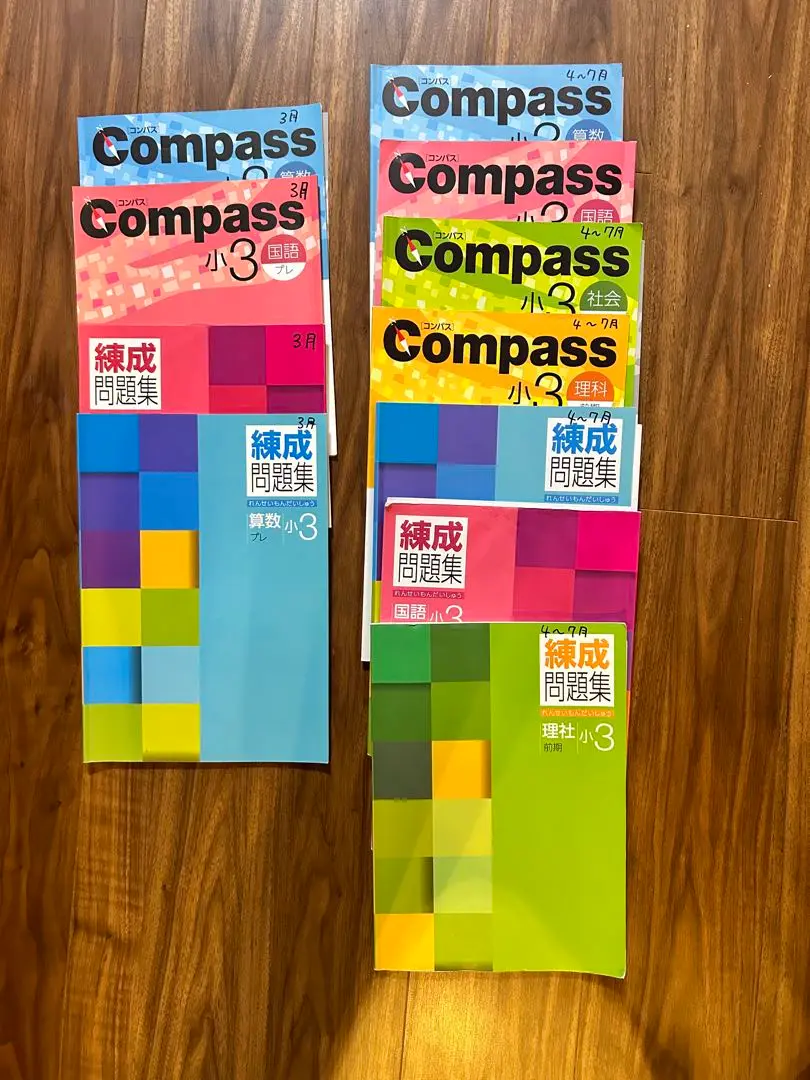 3月
[コンパス]
Compass
算数
3月
[コンパス]
Compass
小3
国語
プレ
3月
練成
問題集
3月
練成
問題集
れんせいもんだいしゅう
算数 小3
プレ
4〜7月
[コンパス]
Compass
小3
算数
[コンパス]
Compass
小3
国語
4〜7月
[コンパス]
Compass
小3
社会
4〜7月
[コンパス]
Compass
小3
理科
前期
4〜7月
練成
問題集
れんせいもんだいしゅう
練成
問題集
れんせいもんだいしゅう
国語 小3
4〜7月
練成
問題集
れんせいもんだいしゅう
理社 小3
前期